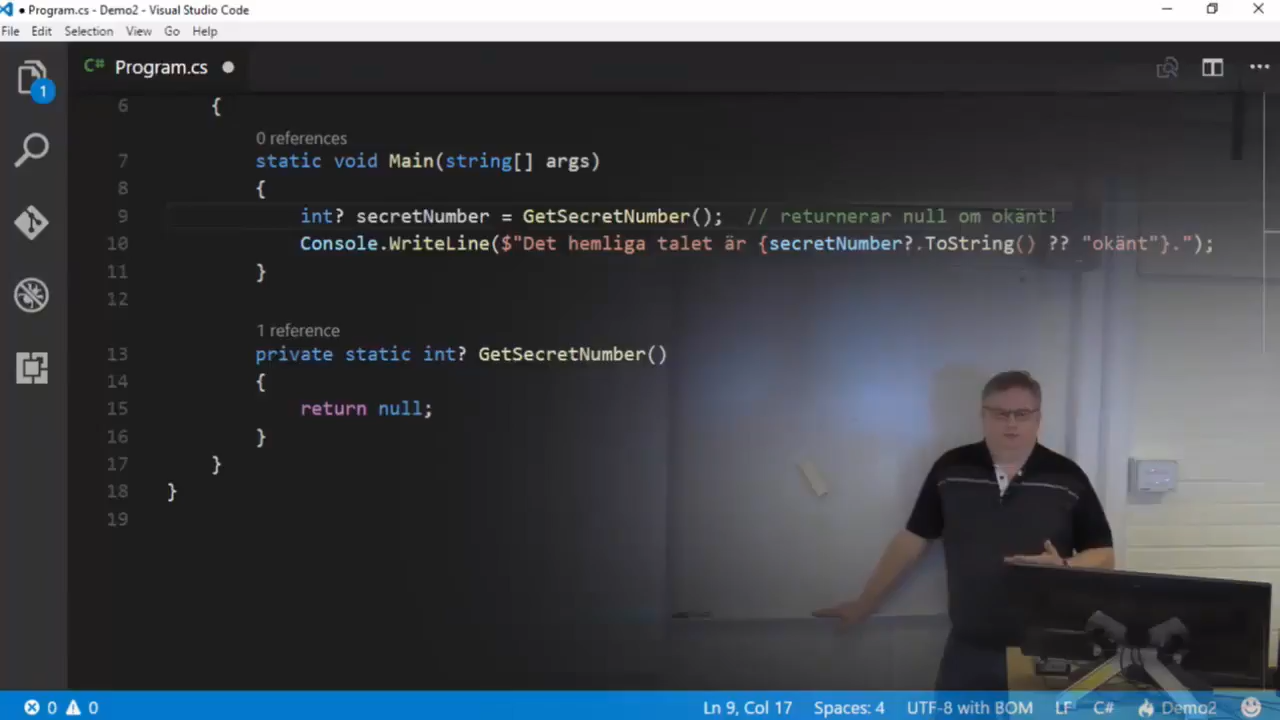 ● Program.cs - Demo2 - Visual Studio Code
File Edit Selection View Go Help
1
C# Program.cs ●
6 {
0 references
7 static void Main(string[] args)
8 {
9 int? secretNumber = GetSecretNumber(); // returnerar null om okänt!
10 Console.WriteLine($"Det hemliga talet är {secretNumber?.ToString() ?? "okänt"}.");
11 }
12
1 reference
13 private static int? GetSecretNumber()
14 {
15 return null;
16 }
17 }
18 }
19
0 0 Ln 9, Col 17 Spaces: 4 UTF-8 with BOM LF C# Demo2